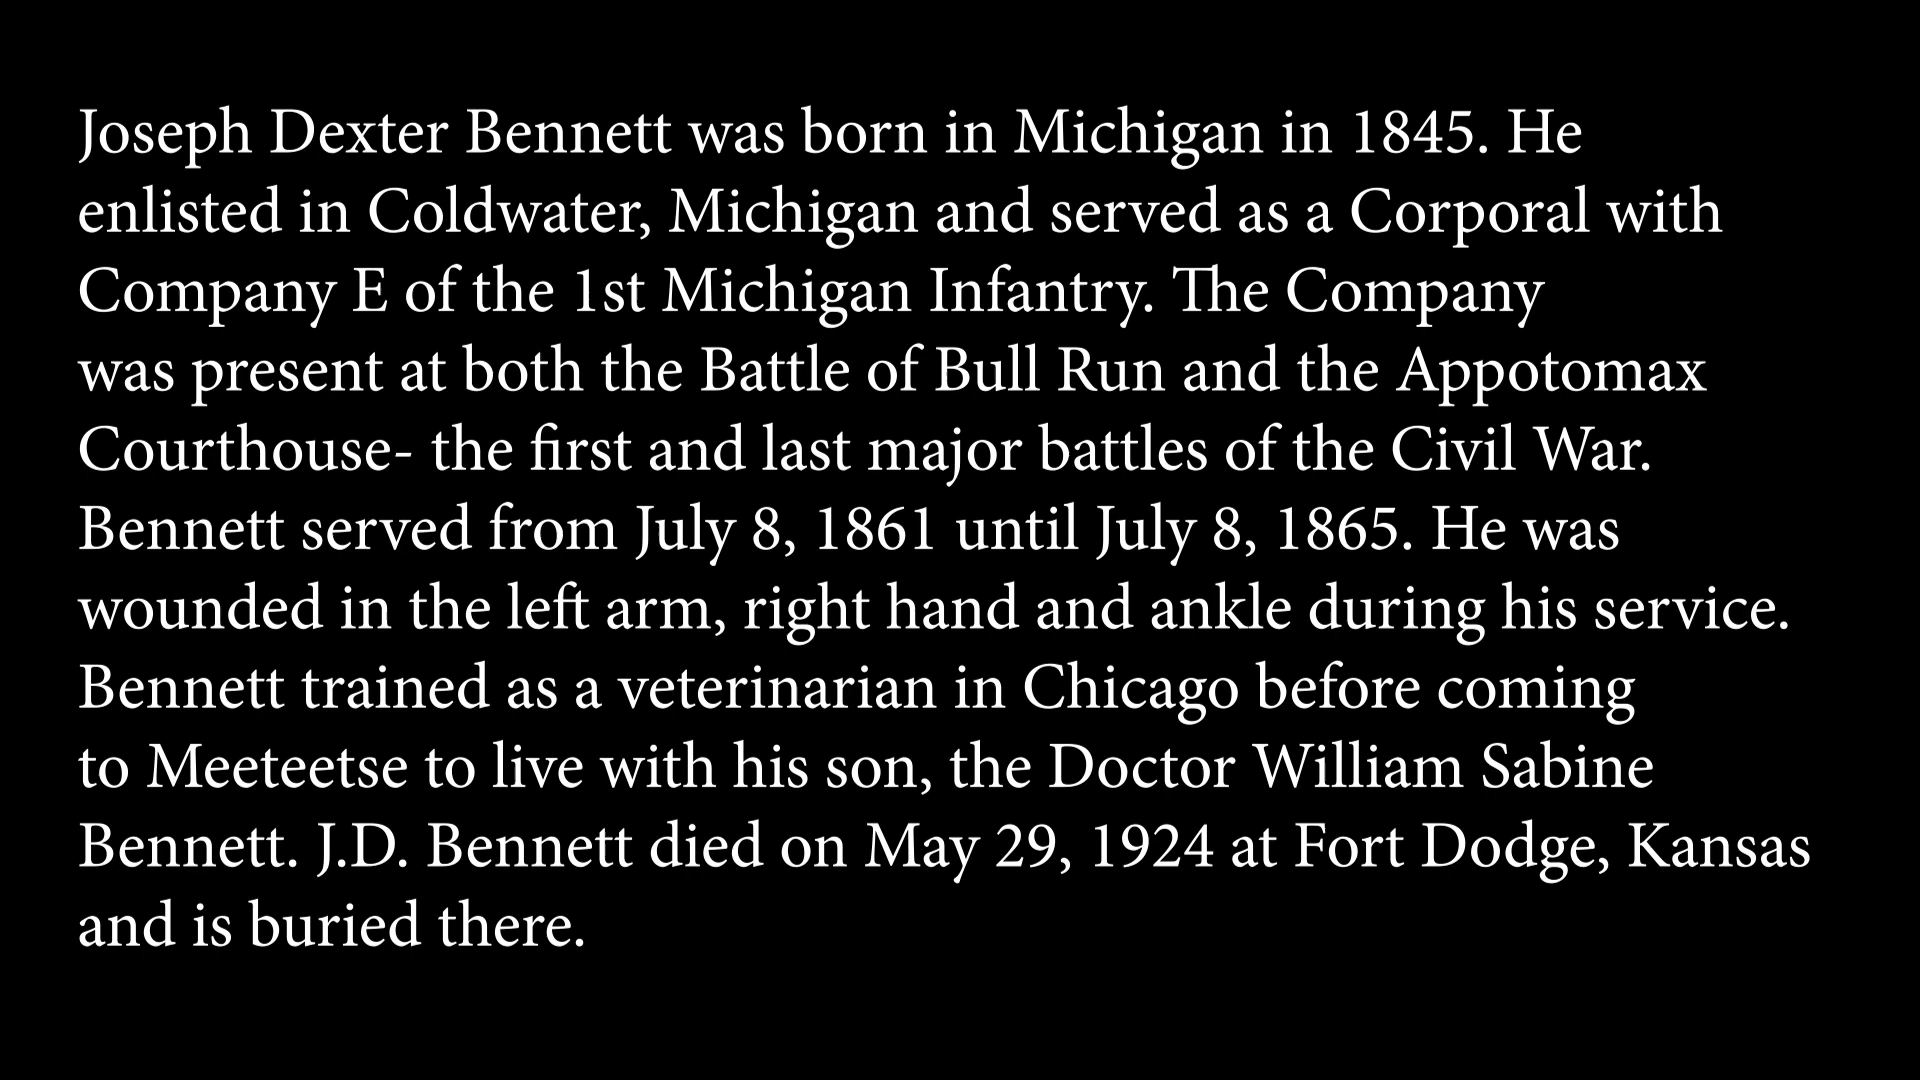 Joseph Dexter Bennett was born in Michigan in 1845. He
enlisted in Coldwater, Michigan and served as a Corporal with
Company E of the 1st Michigan Infantry. The Company
was present at both the Battle of Bull Run and the Appotomax
Courthouse- the first and last major battles of the Civil War.
Bennett served from July 8, 1861 until July 8, 1865. He was
wounded in the left arm, right hand and ankle during his service.
Bennett trained as a veterinarian in Chicago before coming
to Meeteetse to live with his son, the Doctor William Sabine
Bennett. J.D. Bennett died on May 29, 1924 at Fort Dodge, Kansas
and is buried there.